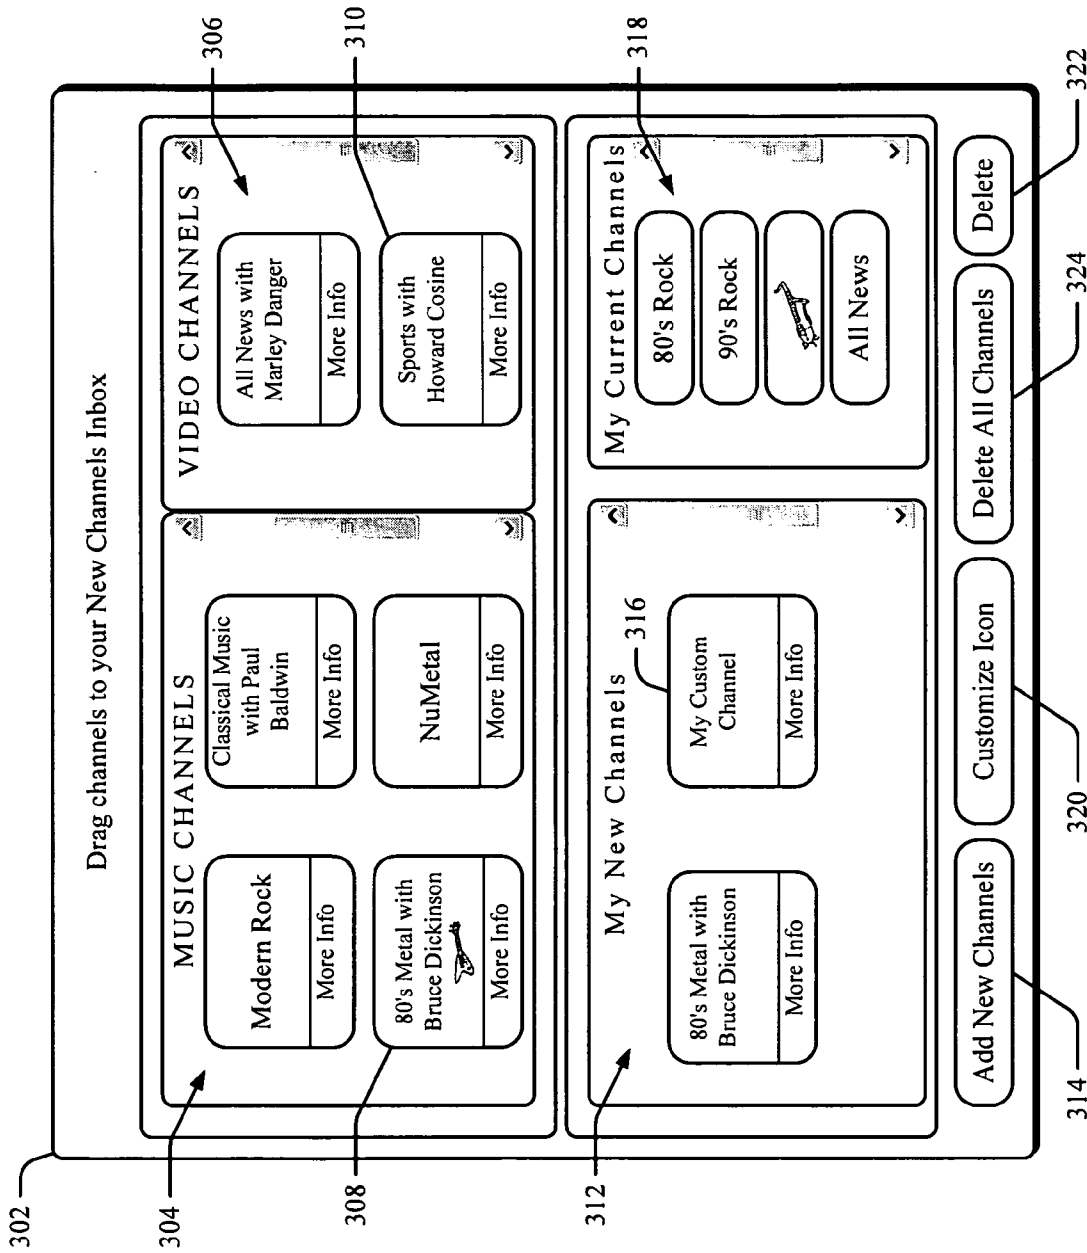 302
Drag channels to your New Channels Inbox
304
MUSIC CHANNELS
Modern Rock
More Info
Classical Music
with Paul
Baldwin
More Info
308
80's Metal with
Bruce Dickinson
More Info
NuMetal
More Info
VIDEO CHANNELS
306
All News with
Marley Danger
More Info
310
Sports with
Howard Cosine
More Info
312
My New Channels
316
80's Metal with
Bruce Dickinson
More Info
My Custom
Channel
More Info
My Current Channels
318
80's Rock
90's Rock
All News
Add New Channels
Customize Icon
Delete All Channels
Delete
314
320
324
322